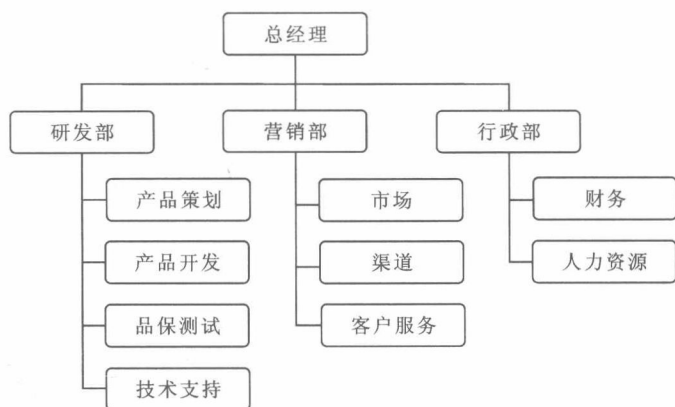 总经理
研发部
营销部
行政部
产品策划
市场
财务
产品开发
渠道
人力资源
品保测试
客户服务
技术支持